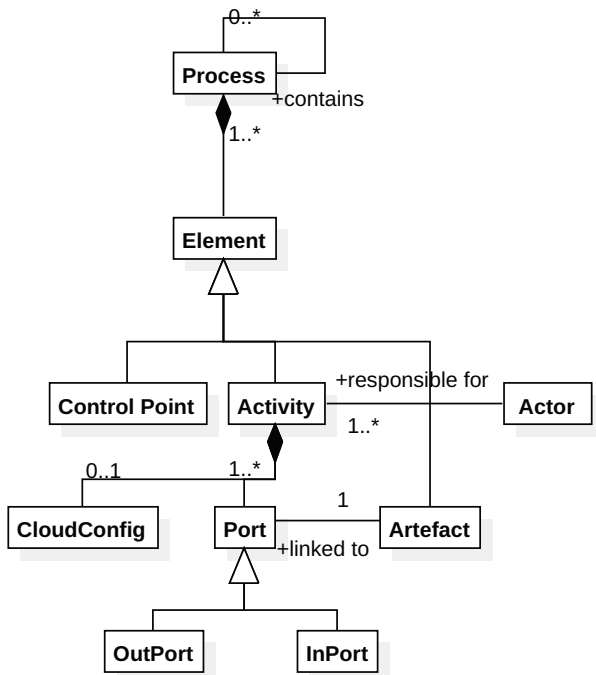 0..*
Process
+contains
1..*
Element
+responsible for
Control Point
Activity
Actor
1..*
0..1
1..*
1
CloudConfig
Port
Artefact
+linked to
OutPort
InPort